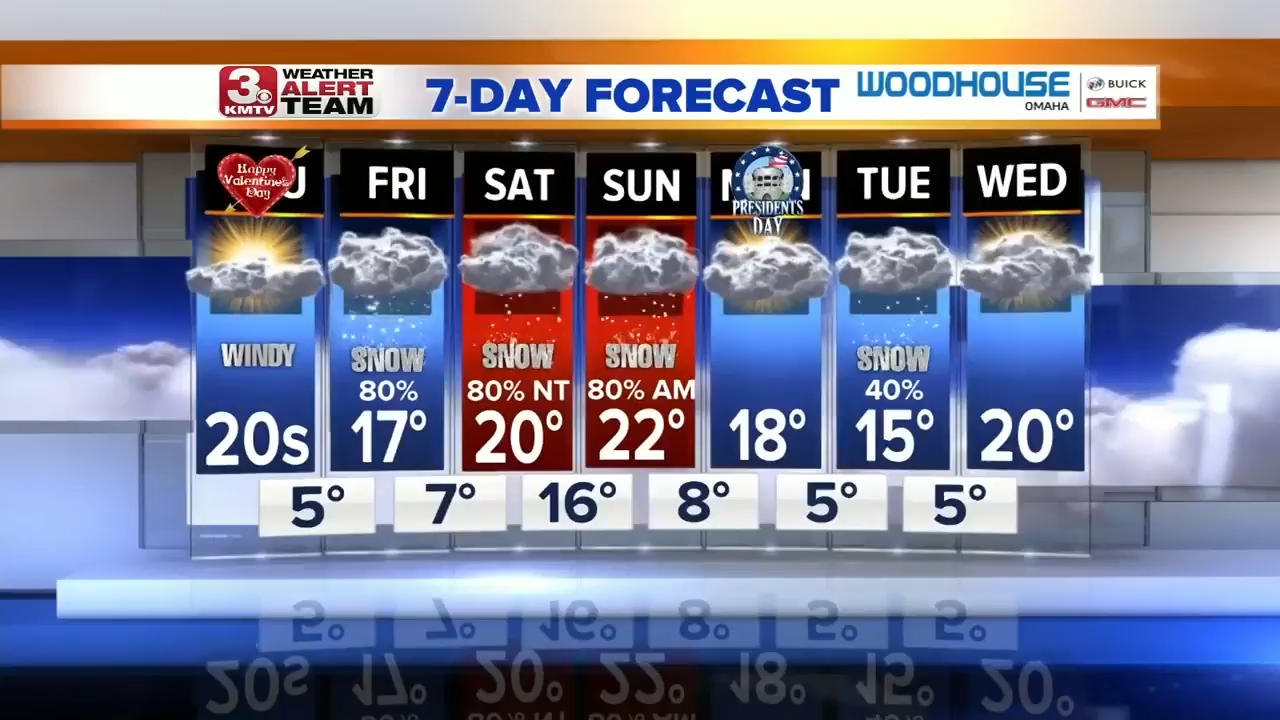 3
KMTV
WEATHER
ALERT
TEAM
7-DAY FORECAST
WOODHOUSE
OMAHA
BUICK
GMC
Happy
Valentine's
Day
FRI
SAT
SUN
PRESIDENTS
DAY
TUE
WED
WINDY
20s
SNOW
80%
17°
SNOW
80% NT
20°
SNOW
80% AM
22°
18°
SNOW
40%
15°
20°
5°
7°
16°
8°
5°
5°